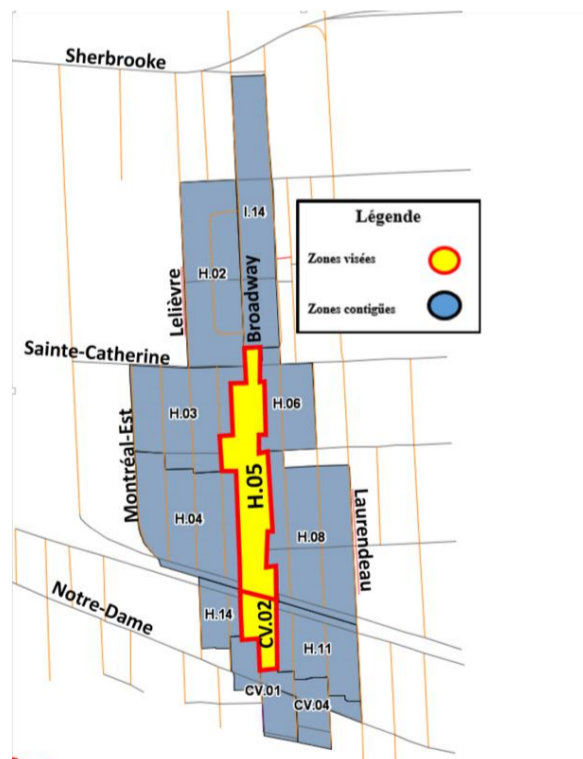 Sherbrooke
I.14
Légende
Zones visées
Zones contigües
H.02
Lelièvre
Broadway
Sainte-Catherine
H.03
H.06
Montréal-Est
H.05
H.04
H.08
Laurendeau
Notre-Dame
H.14
CV.02
H.11
CV.01
CV.04